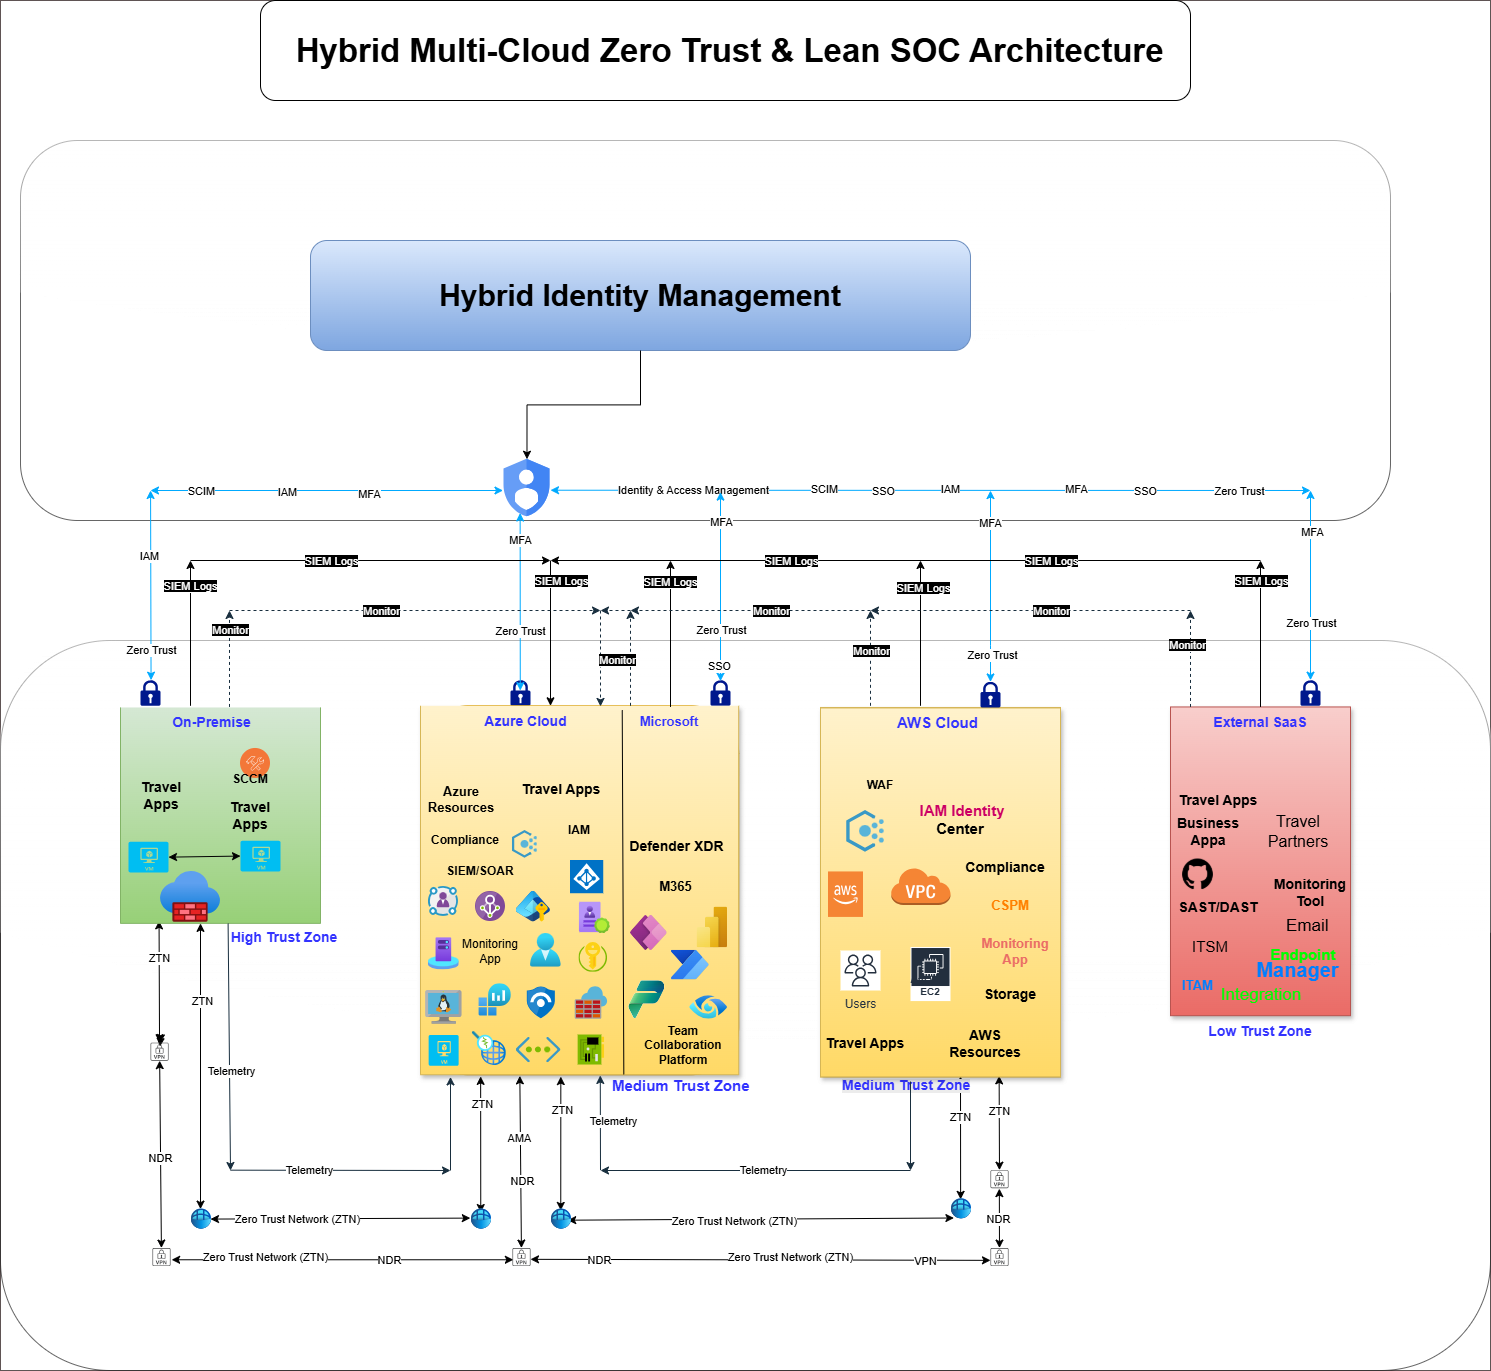 Hybrid Multi-Cloud Zero Trust & Lean SOC Architecture
Hybrid Identity Management
SCIM
IAM
MFA
Identity & Access Management
SCIM
SSO
IAM
MFA
SSO
Zero Trust
IAM
MFA
MFA
MFA
MFA
SIEM Logs
SIEM Logs
SIEM Logs
SIEM Logs
SIEM Logs
SIEM Logs
SIEM Logs
SIEM Logs
Monitor
Monitor
Monitor
Monitor
Monitor
Monitor
Monitor
Zero Trust
Zero Trust
Zero Trust
SSO
Zero Trust
Zero Trust
On-Premise
SCCM
Travel
Apps
Travel
Apps
VM
VM
High Trust Zone
Azure Cloud
Microsoft
Azure
Resources
Travel Apps
Compliance
IAM
SIEM/SOAR
Monitoring
App
Defender XDR
M365
Team
Collaboration
Platform
VM
Medium Trust Zone
AWS Cloud
WAF
IAM Identity
Center
Compliance
aws
VPC
CSPM
Monitoring
App
Users
EC2
Storage
Travel Apps
AWS
Resources
Medium Trust Zone
External SaaS
Travel Apps
Business
Appa
Travel
Partners
Monitoring
Tool
SAST/DAST
Email
ITSM
Endpoint
Manager
ITAM
Integration
Low Trust Zone
ZTN
ZTN
VPN
Telemetry
NDR
Telemetry
ZTN
AMA
NDR
ZTN
Telemetry
Telemetry
ZTN
ZTN
VPN
NDR
Zero Trust Network (ZTN)
Zero Trust Network (ZTN)
VPN
Zero Trust Network (ZTN)
NDR
VPN
NDR
Zero Trust Network (ZTN)
VPN
VPN